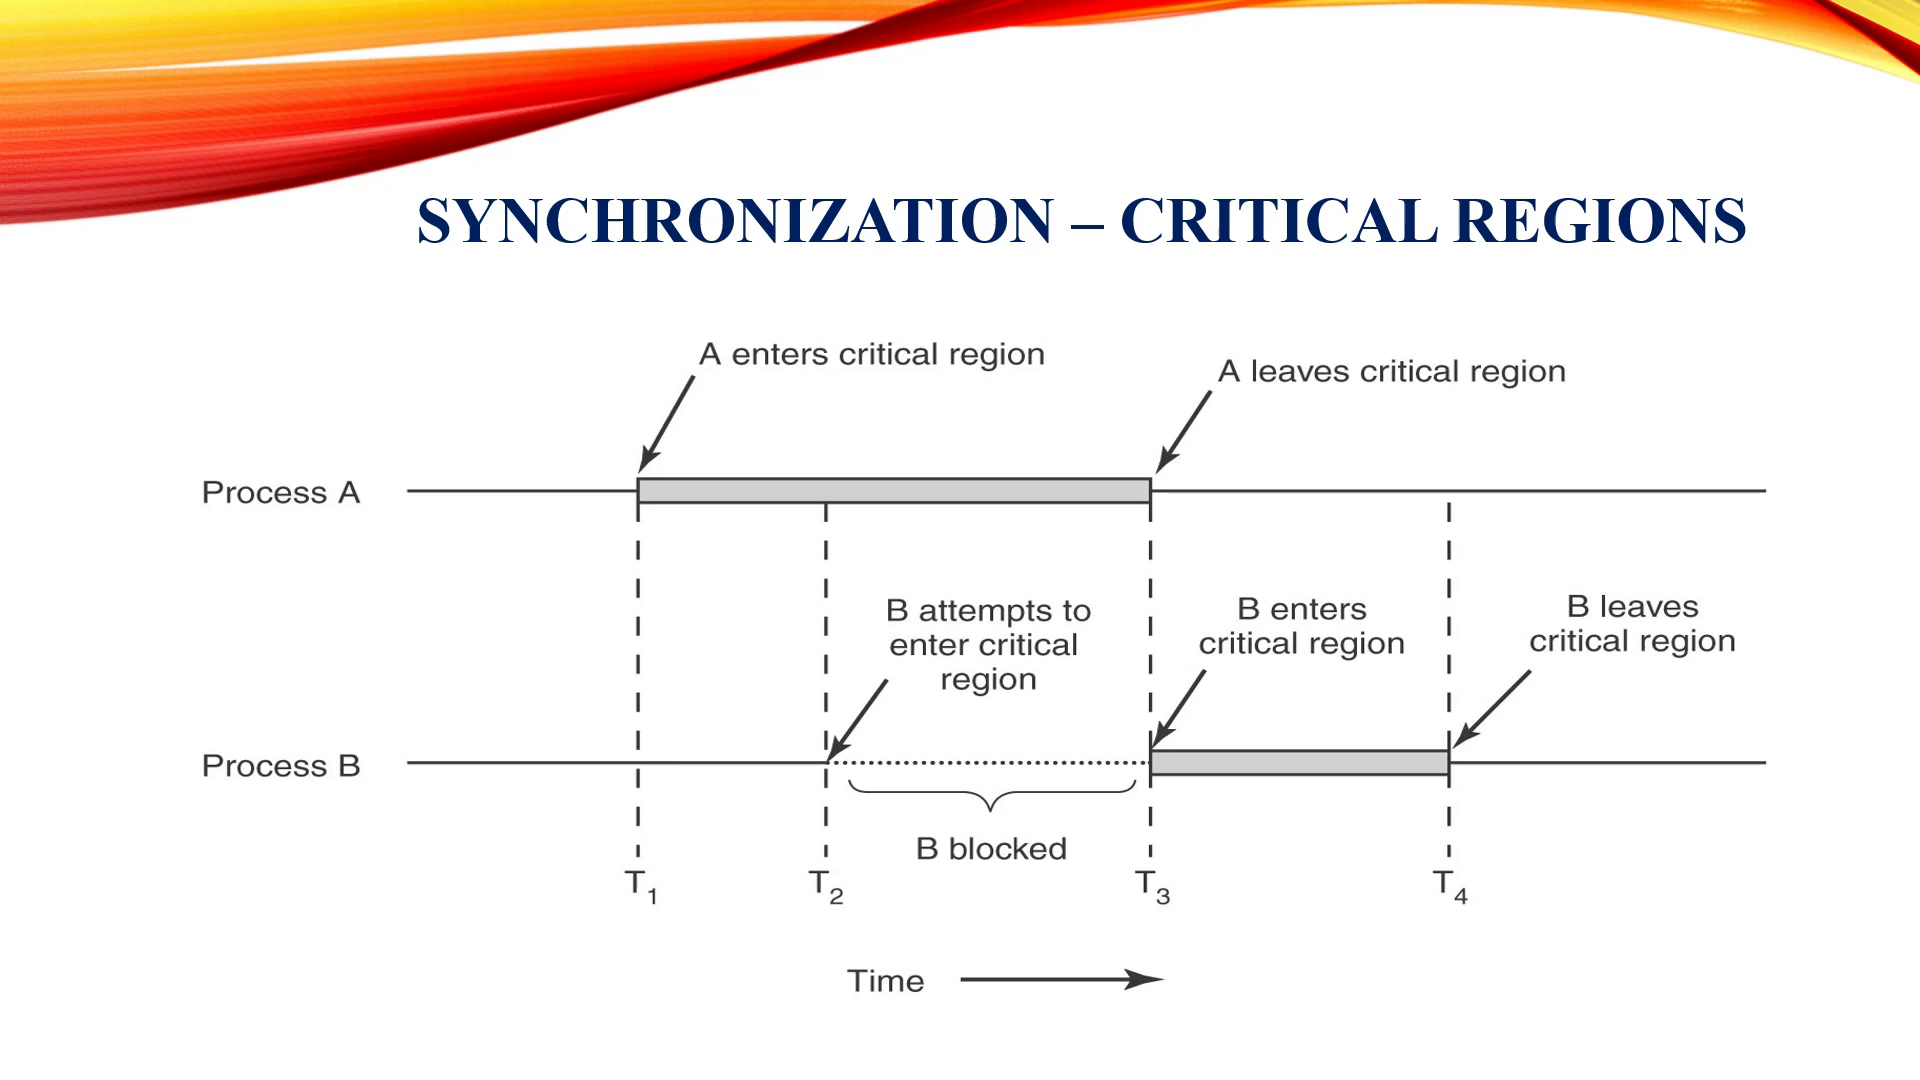 SYNCHRONIZATION – CRITICAL REGIONS
A enters critical region
A leaves critical region
Process A
B attempts to
enter critical
region
B enters
critical region
B leaves
critical region
Process B
B blocked
T1
T2
T3
T4
Time